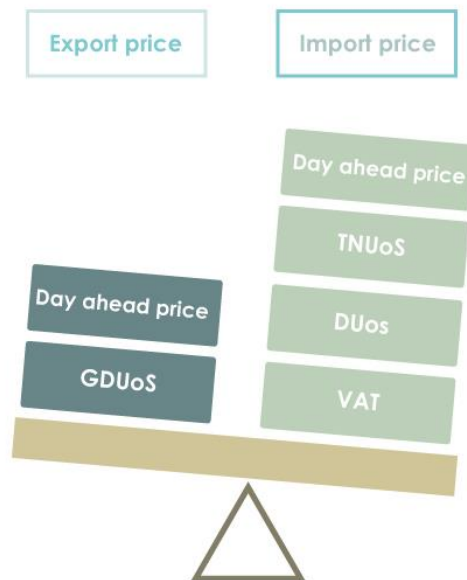 Export price
Import price
Day ahead price
TNUoS
Day ahead price
DUos
GDUoS
VAT